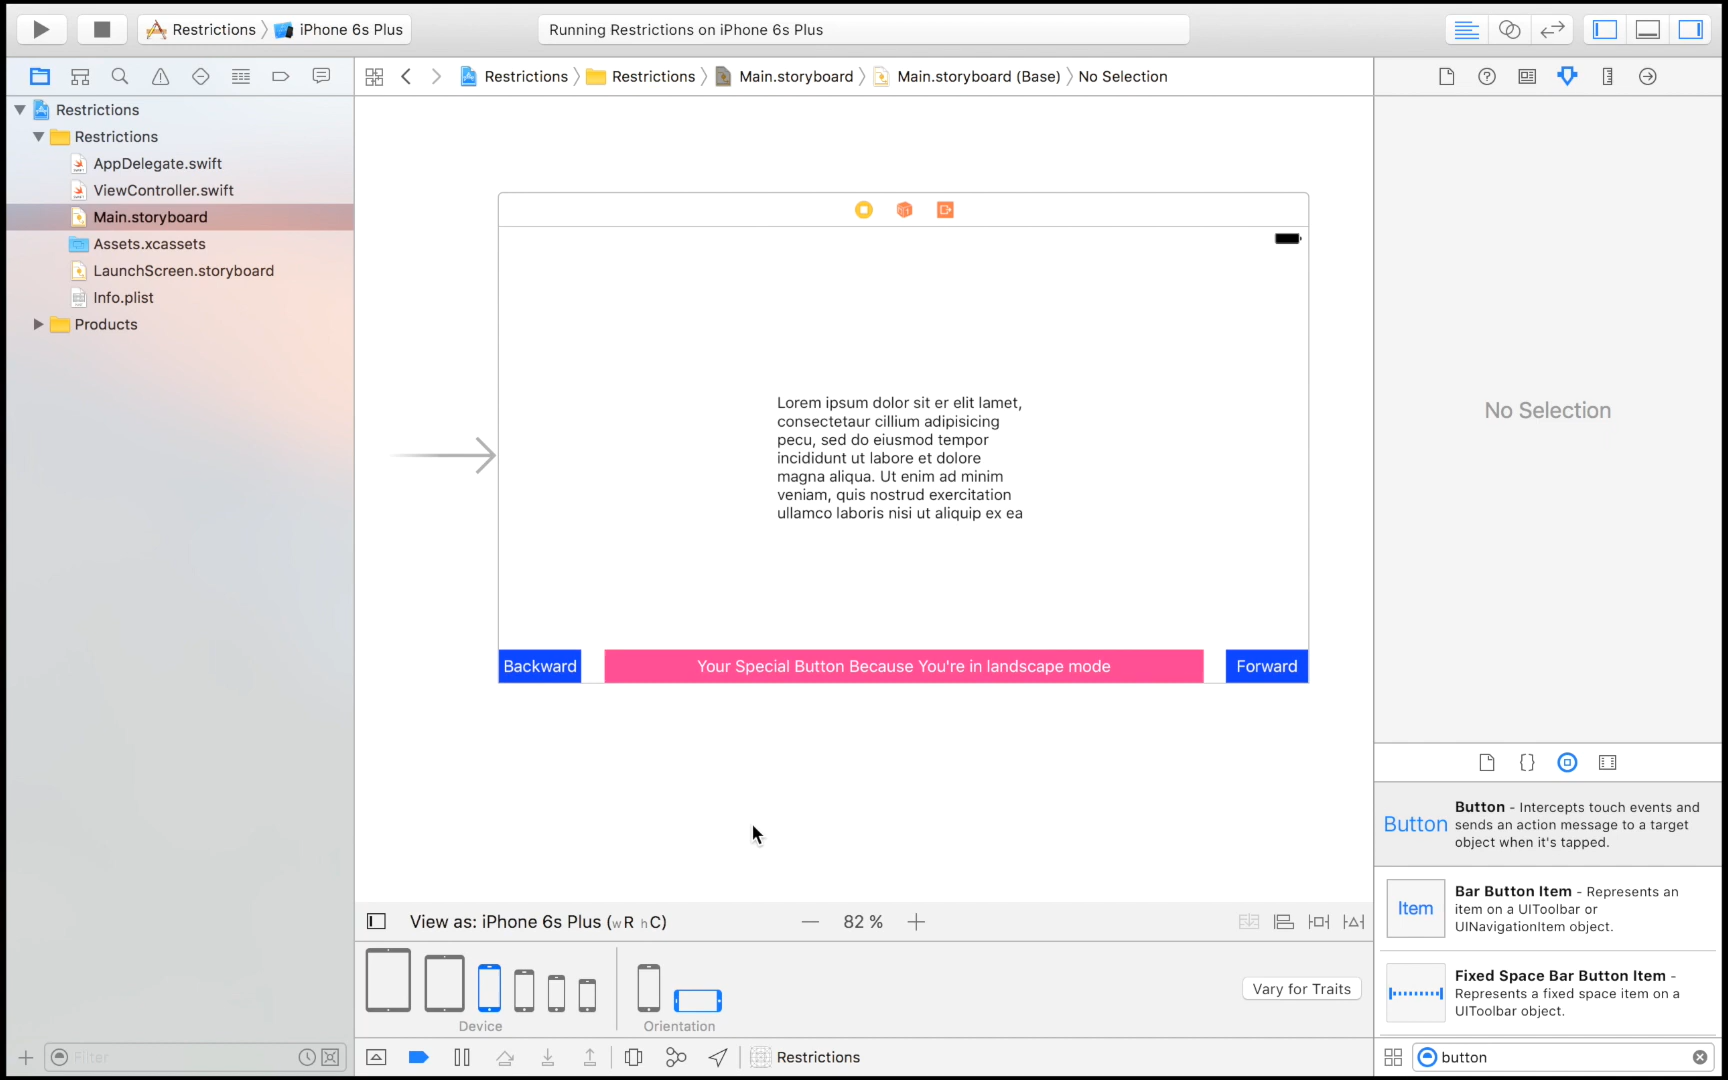 Restrictions iPhone 6s Plus
Running Restrictions on iPhone 6s Plus
Restrictions Restrictions Main.storyboard Main.storyboard (Base) No Selection
Restrictions
Restrictions
AppDelegate.swift
ViewController.swift
Main.storyboard
Assets.xcassets
LaunchScreen.storyboard
Info.plist
Products
Lorem ipsum dolor sit er elit lamet,
consectetaur cillium adipisicing
pecu, sed do eiusmod tempor
incididunt ut labore et dolore
magna aliqua. Ut enim ad minim
veniam, quis nostrud exercitation
ullamco laboris nisi ut aliquip ex ea
Backward
Your Special Button Because You're in landscape mode
Forward
No Selection
Button
Button - Intercepts touch events and
sends an action message to a target
object when it's tapped.
Item
Bar Button Item - Represents an
item on a UIToolbar or
UINavigationItem object.
Fixed Space Bar Button Item -
Represents a fixed space item on a
UIToolbar object.
View as: iPhone 6s Plus (wR hC)
82 %
Device
Orientation
Vary for Traits
Filter
Restrictions
button